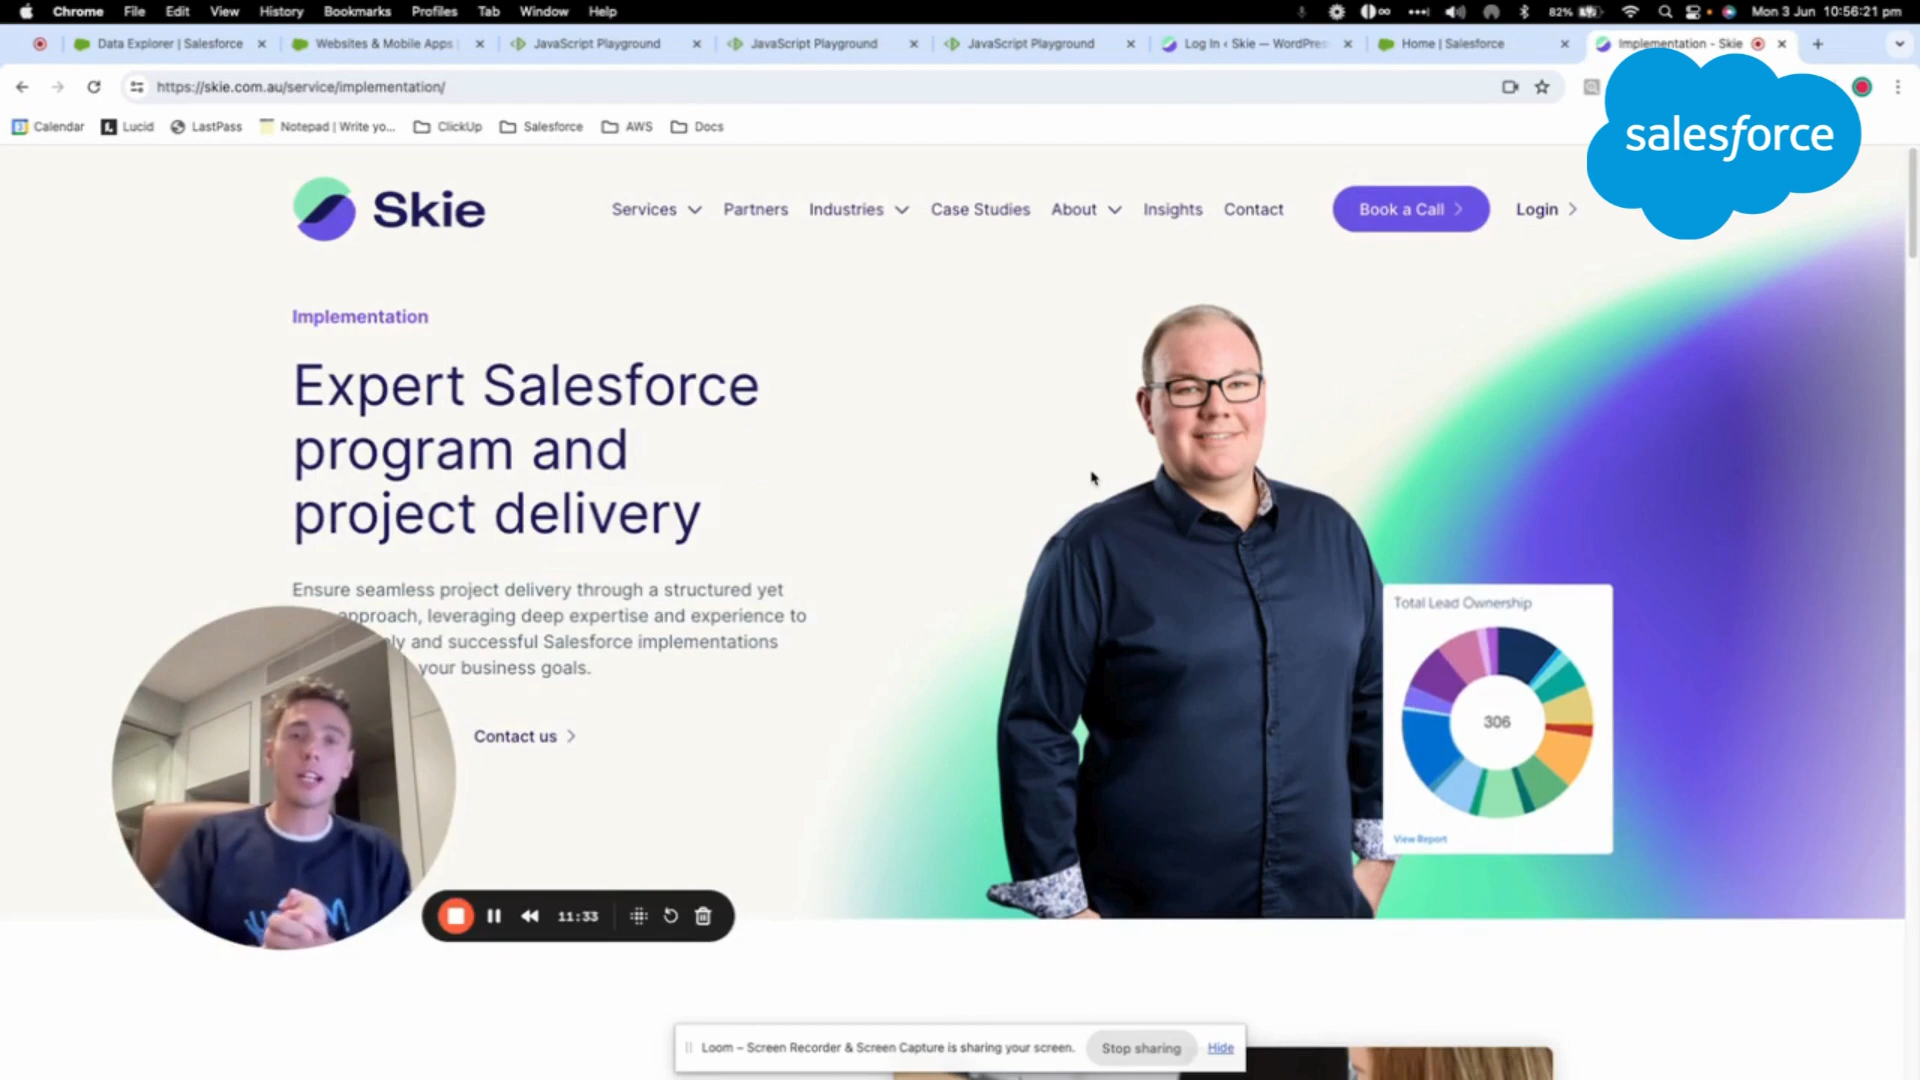 Chrome File Edit View History Bookmarks Profiles Tab Window Help
82% Mon 3 Jun 10:56:21 pm
Data Explorer | Salesforce
Websites & Mobile Apps
JavaScript Playground
JavaScript Playground
JavaScript Playground
Log In ‹ Skie — WordPres
Home | Salesforce
Implementation - Skie
https://skie.com.au/service/implementation/
Calendar
Lucid
LastPass
Notepad | Write yo...
ClickUp
Salesforce
AWS
Docs
salesforce
Skie
Services
Partners
Industries
Case Studies
About
Insights
Contact
Book a Call
Login
Implementation
Expert Salesforce
program and
project delivery
Ensure seamless project delivery through a structured yet
approach, leveraging deep expertise and experience to
and successful Salesforce implementations
your business goals.
Contact us
Total Lead Ownership
306
View Report
11:33
Loom – Screen Recorder & Screen Capture is sharing your screen.
Stop sharing
Hide